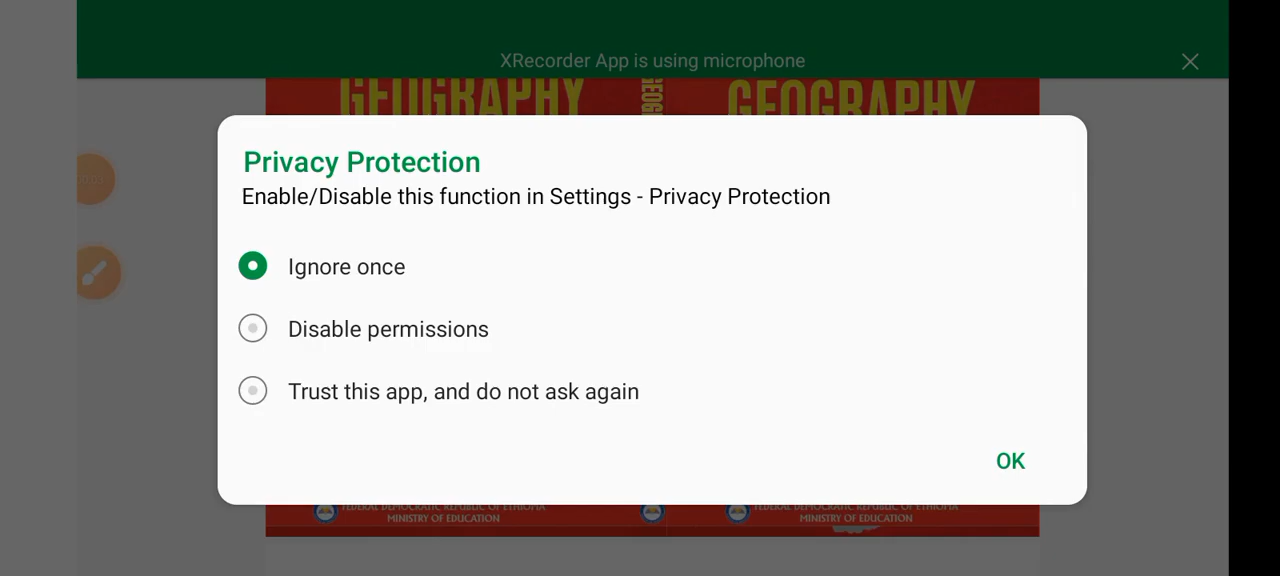 XRecorder App is using microphone
GEOGRAPHY GEOGRAPHY
Privacy Protection
Enable/Disable this function in Settings - Privacy Protection
Ignore once
Disable permissions
Trust this app, and do not ask again
OK
FEDERAL DEMOCRATIC REPUBLIC OF ETHIOPIA
MINISTRY OF EDUCATION
FEDERAL DEMOCRATIC REPUBLIC OF ETHIOPIA
MINISTRY OF EDUCATION